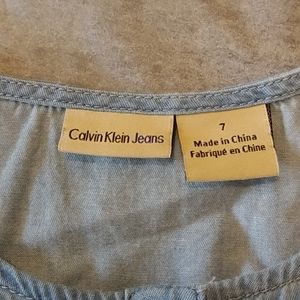 Calvin Klein Jeans
7
Made in China
Fabriqué en Chine